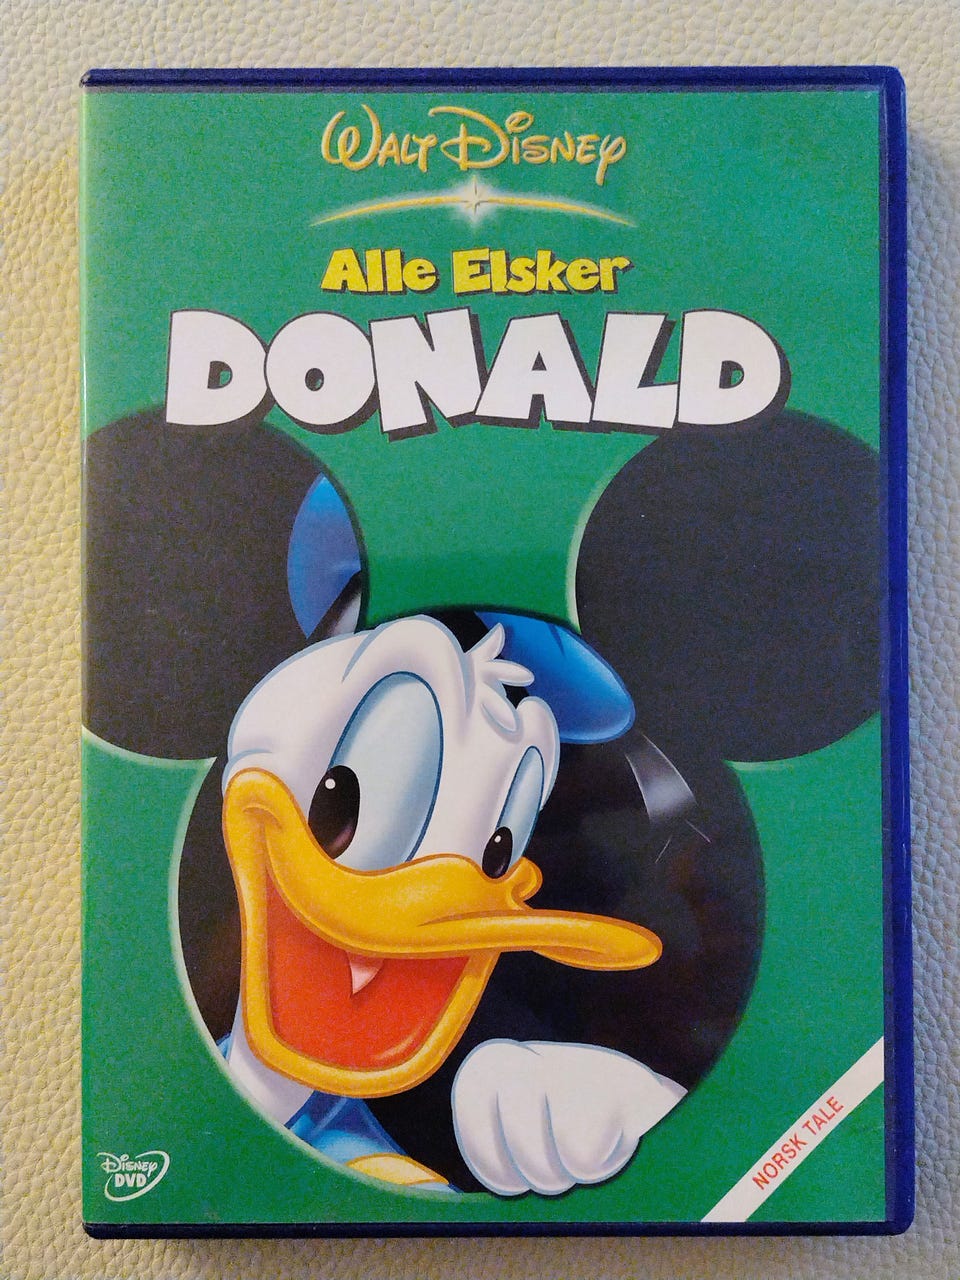 WALT DISNEY
Alle Elsker
DONALD
NORSK TALE
DISNEY
DVD